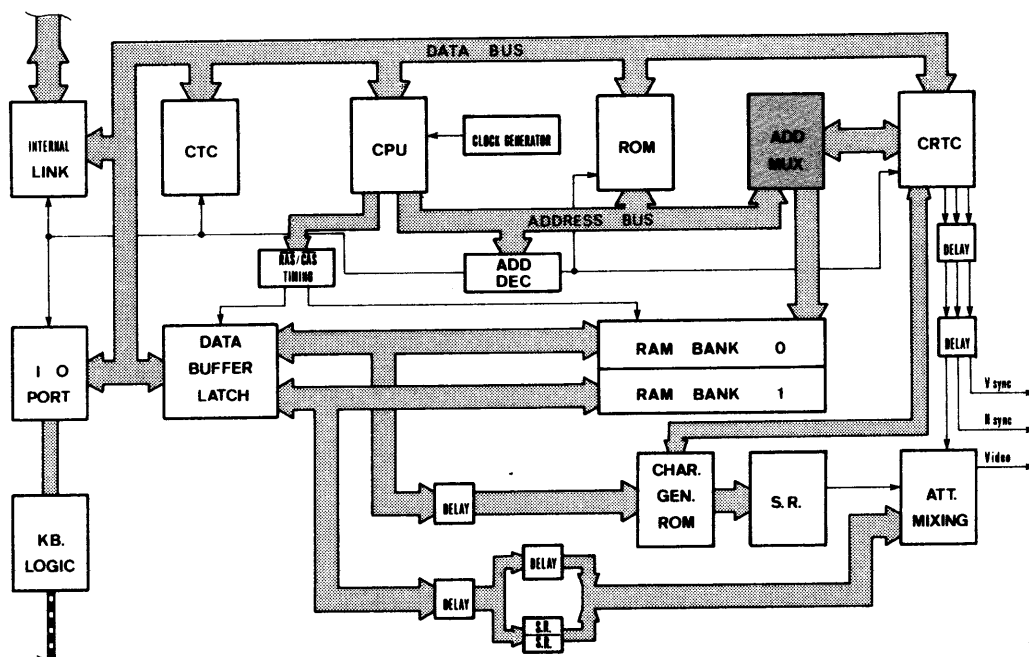 DATA BUS
INTERNAL
LINK
CTC
CPU
CLOCK GENERATOR
ROM
ADD
MUX
CRTC
ADDRESS BUS
RAS/CAS
TIMING
ADD
DEC
DELAY
I O
PORT
DATA
BUFFER
LATCH
RAM BANK 0
RAM BANK 1
DELAY
V sync
H sync
Video
KB.
LOGIC
DELAY
CHAR.
GEN.
ROM
S.R.
ATT.
MIXING
DELAY
DELAY
S.R.
S.R.